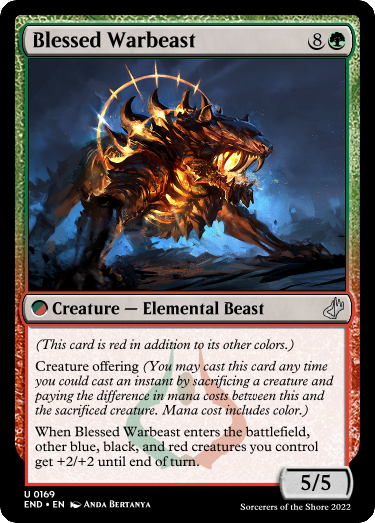 Blessed Warbeast 8
Creature — Elemental Beast
(This card is red in addition to its other colors.)
Creature offering (You may cast this card any time
you could cast an instant by sacrificing a creature and
paying the difference in mana costs between this and
the sacrificed creature. Mana cost includes color.)
When Blessed Warbeast enters the battlefield,
other blue, black, and red creatures you control
get +2/+2 until end of turn.
5/5
U 0169
END • EN Anda Bertanya
Sorcerers of the Shore 2022